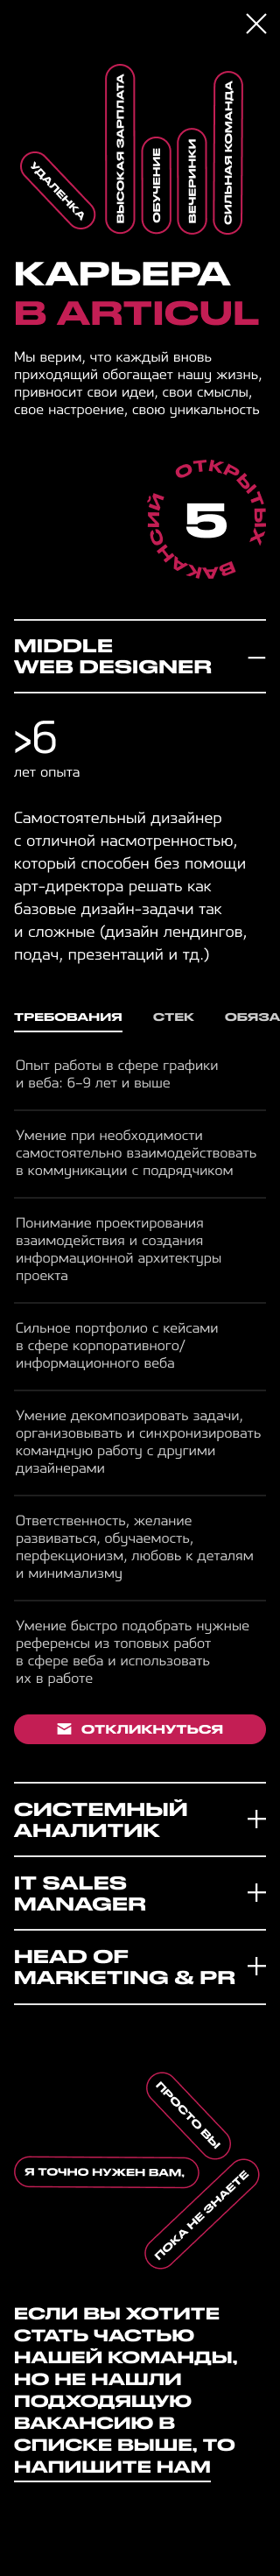 УДАЛЕНКА
ВЫСОКАЯ ЗАРПЛАТА
ОБУЧЕНИЕ
ВЕЧЕРИНКИ
СИЛЬНАЯ КОМАНДА
КАРЬЕРА
В ARTICUL
Мы верим, что каждый вновь
приходящий обогащает нашу жизнь,
привносит свои идеи, свои смыслы,
свое настроение, свою уникальность
5
ОТКРЫТЫХ
ВАКАНСИЙ
MIDDLE
WEB DESIGNER
>6
лет опыта
Самостоятельный дизайнер
с отличной насмотренностью,
который способен без помощи
арт-директора решать как
базовые дизайн-задачи так
и сложные (дизайн лендингов,
подач, презентаций и тд.)
ТРЕБОВАНИЯ СТЕК ОБЯЗА
Опыт работы в сфере графики
и веба: 6-9 лет и выше
Умение при необходимости
самостоятельно взаимодействовать
в коммуникации с подрядчиком
Понимание проектирования
взаимодействия и создания
информационной архитектуры
проекта
Сильное портфолио с кейсами
в сфере корпоративного/
информационного веба
Умение декомпозировать задачи,
организовывать и синхронизировать
командную работу с другими
дизайнерами
Ответственность, желание
развиваться, обучаемость,
перфекционизм, любовь к деталям
и минимализму
Умение быстро подобрать нужные
референсы из топовых работ
в сфере веба и использовать
их в работе
ОТКЛИКНУТЬСЯ
СИСТЕМНЫЙ
АНАЛИТИК
IT SALES
MANAGER
HEAD OF
MARKETING & PR
Я ТОЧНО НУЖЕН ВАМ,
ПРОСТО ВЫ
ПОКА НЕ ЗНАЕТЕ
ЕСЛИ ВЫ ХОТИТЕ
СТАТЬ ЧАСТЬЮ
НАШЕЙ КОМАНДЫ,
НО НЕ НАШЛИ
ПОДХОДЯЩУЮ
ВАКАНСИЮ В
СПИСКЕ ВЫШЕ, ТО
НАПИШИТЕ НАМ